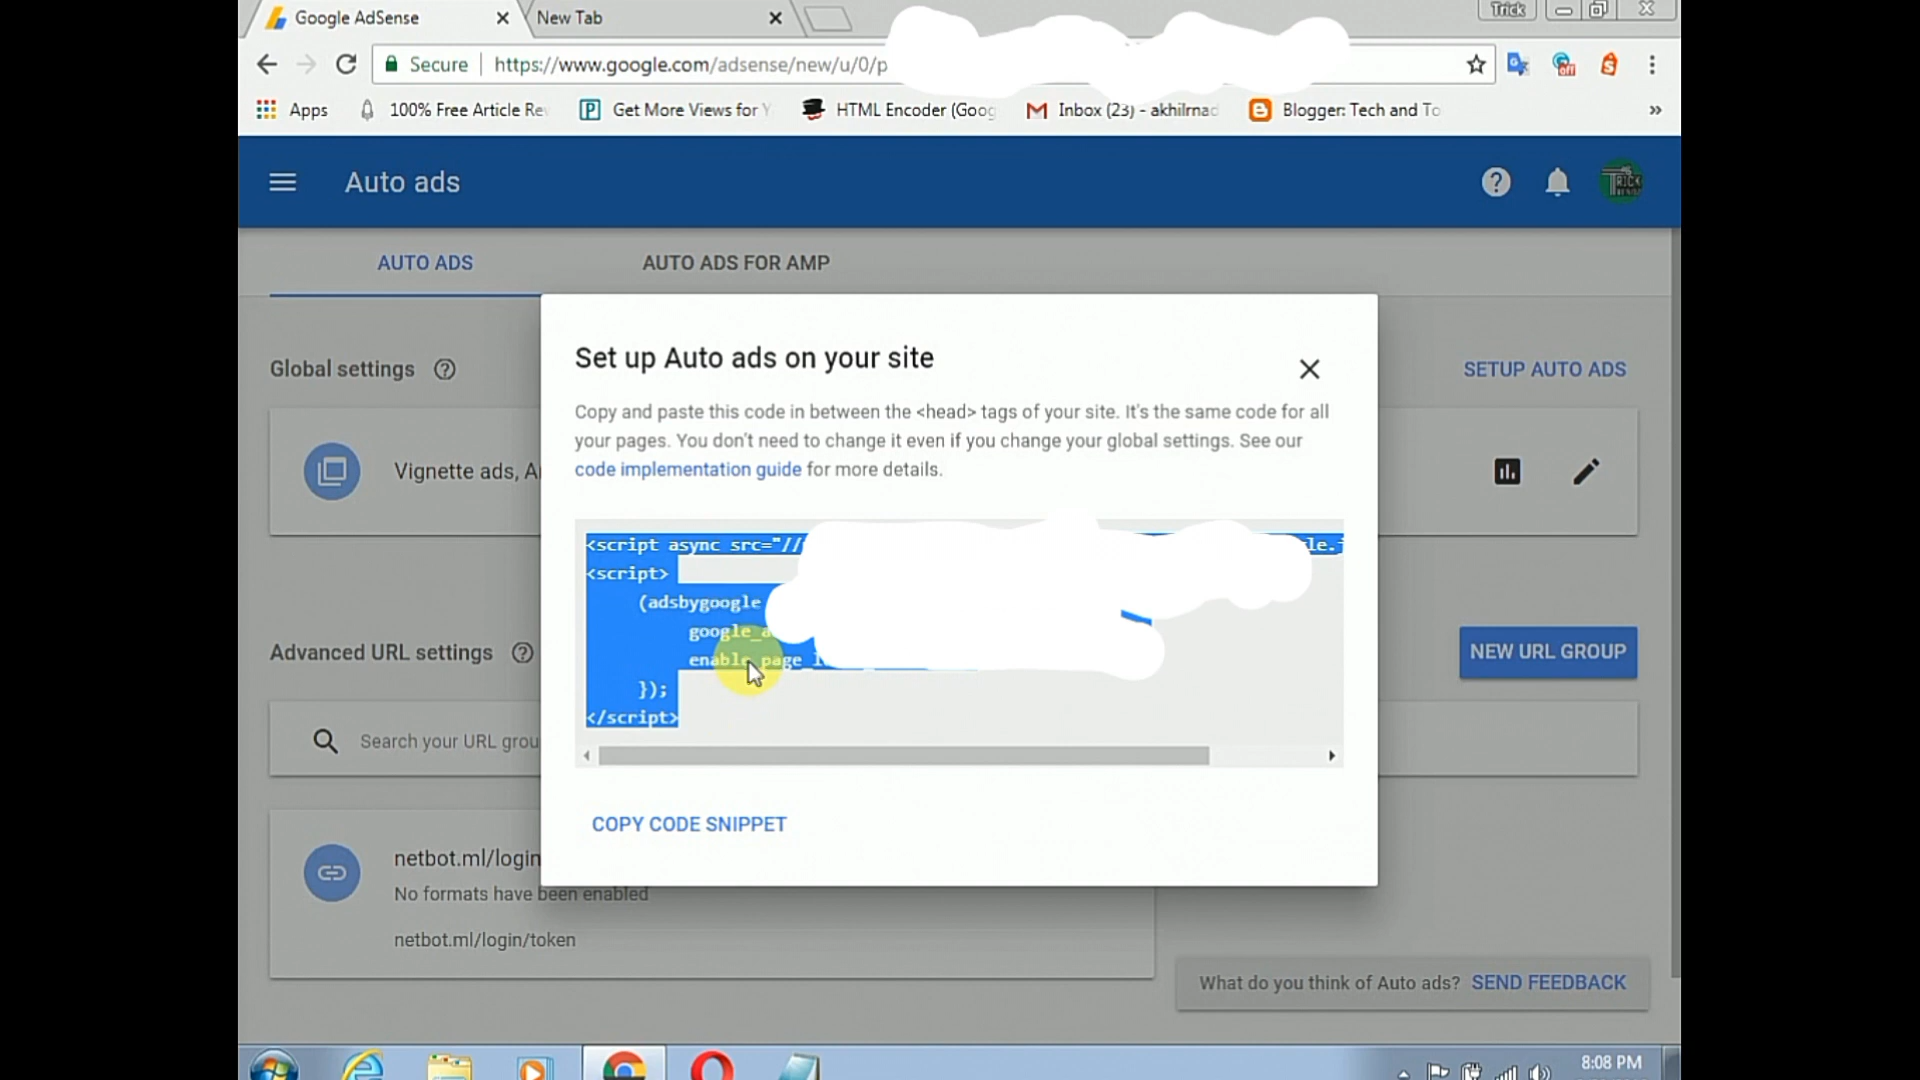 Google AdSense
New Tab
Trick
Secure
https://www.google.com/adsense/new/u/0/p
Apps
100% Free Article Re
Get More Views for Y
HTML Encoder (Goog
Inbox (23) - akhilrnad
Blogger: Tech and To
Auto ads
AUTO ADS
AUTO ADS FOR AMP
Global settings
SETUP AUTO ADS
Vignette ads, A
Set up Auto ads on your site
Copy and paste this code in between the <head> tags of your site. It's the same code for all
your pages. You don't need to change it even if you change your global settings. See our
code implementation guide for more details.
<script async src="// le.j
<script>
(adsbygoogle
google_a
enable_page_l
});
</script>
COPY CODE SNIPPET
Advanced URL settings
NEW URL GROUP
Search your URL grou
netbot.ml/login
No formats have been enabled
netbot.ml/login/token
What do you think of Auto ads? SEND FEEDBACK
8:08 PM